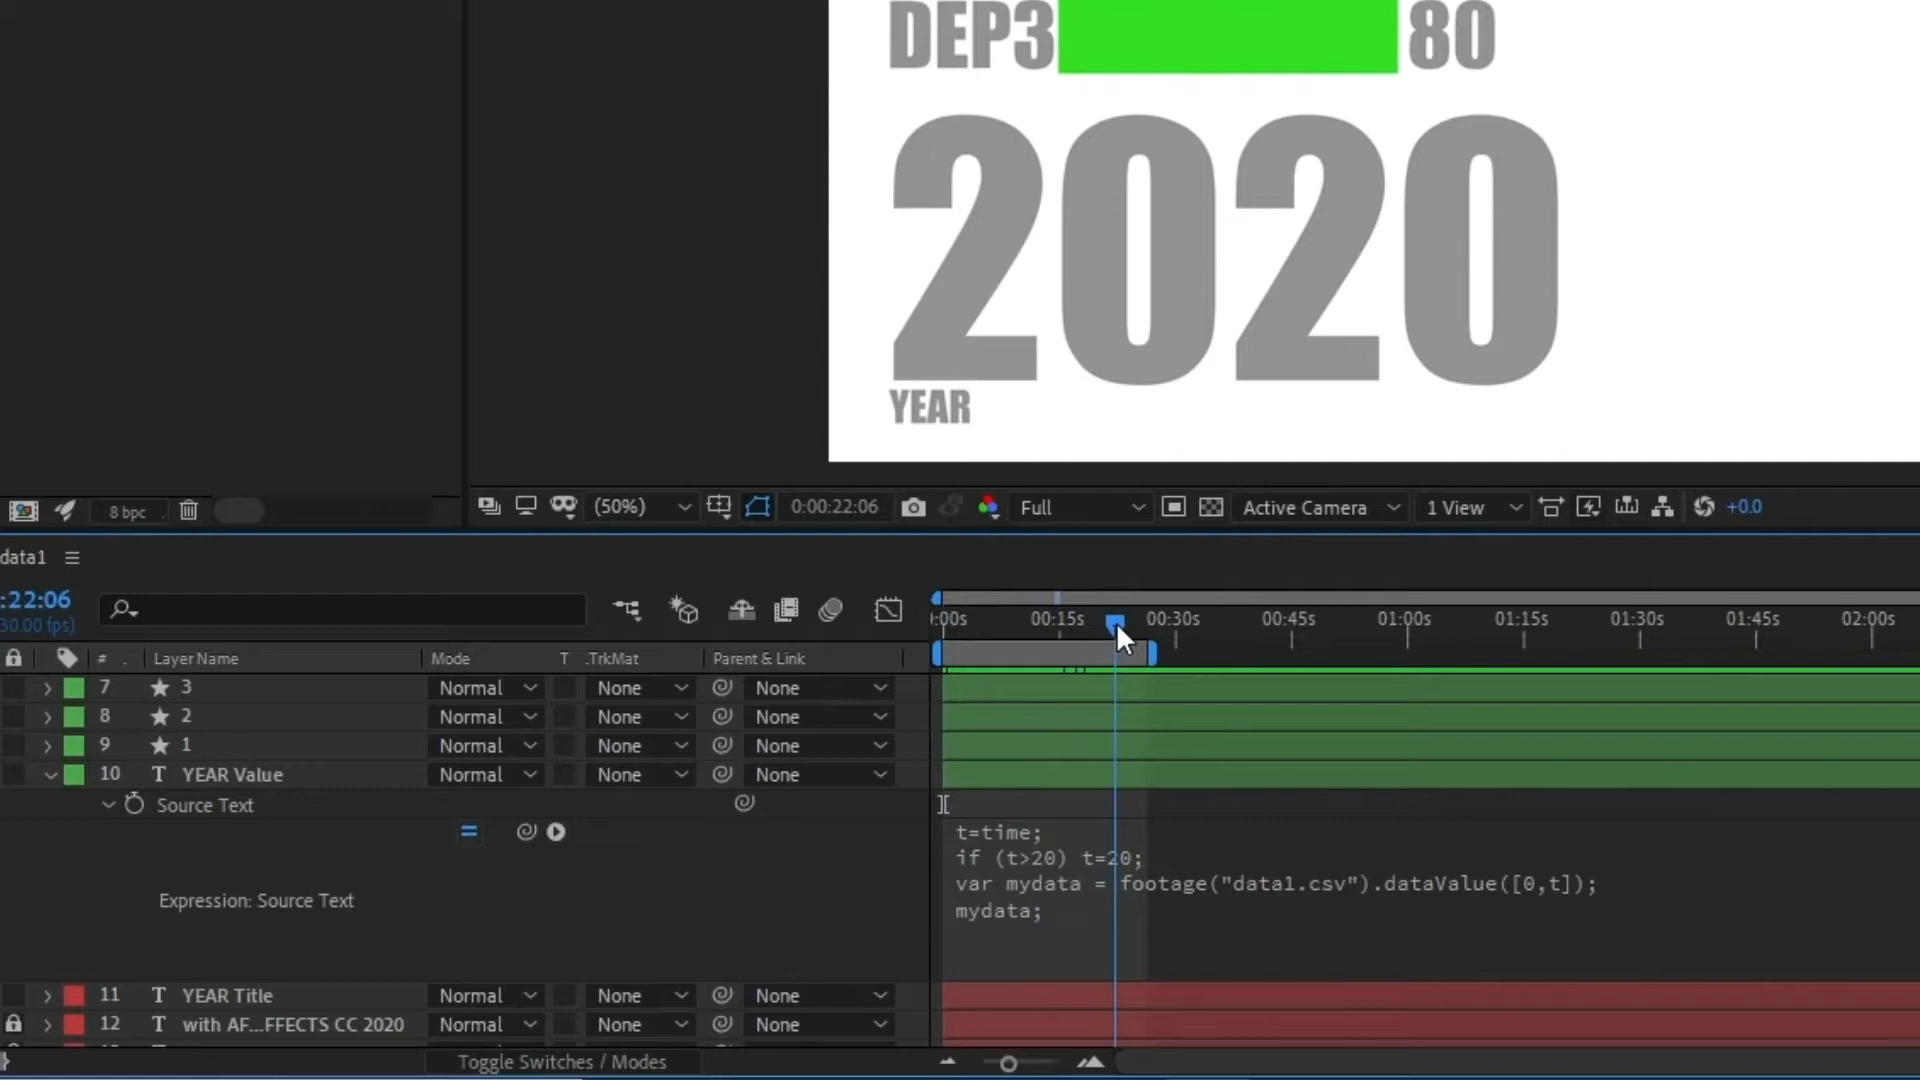 DEP3 80
2020
YEAR
8 bpc (50%) 0:00:22:06 Full Active Camera 1 View +0.0
data1
:22:06
30.00 fps)
:00s 00:15s 00:30s 00:45s 01:00s 01:15s 01:30s 01:45s 02:00s
# . Layer Name Mode T .TrkMat Parent & Link
7 3 Normal None None
8 2 Normal None None
9 1 Normal None None
10 T YEAR Value Normal None None
Source Text
t=time;
if (t>20) t=20;
var mydata = footage("data1.csv").dataValue([0,t]);
Expression: Source Text
mydata;
11 T YEAR Title Normal None None
12 T with AF...FFECTS CC 2020 Normal None None
Toggle Switches / Modes